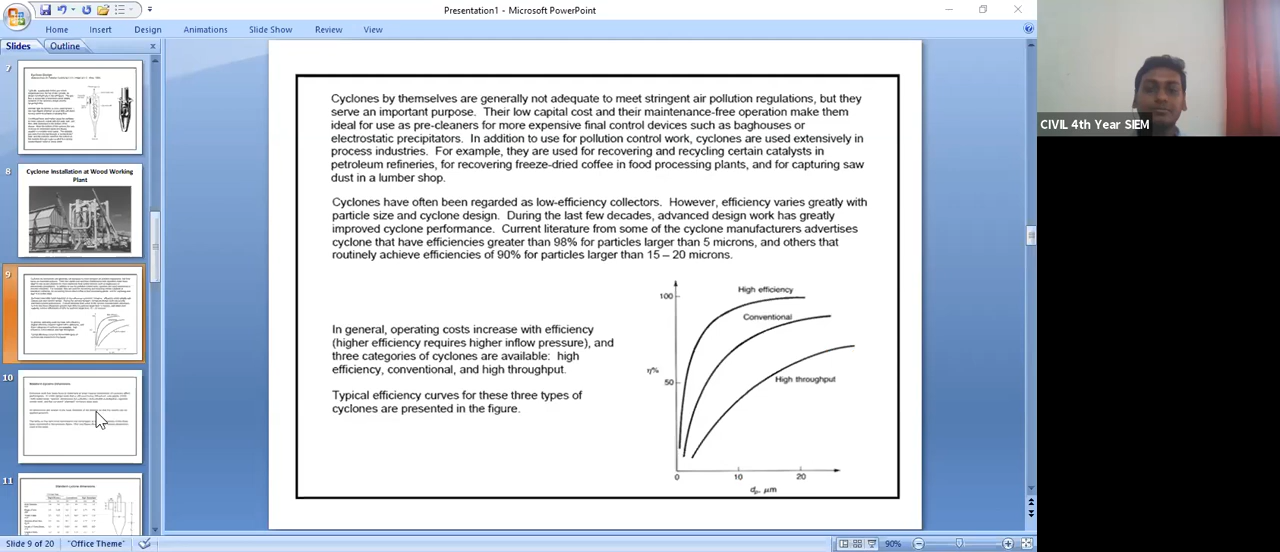 Presentation1 - Microsoft PowerPoint
Home Insert Design Animations Slide Show Review View
Slides Outline
7
8
Cyclone Installation at Wood Working
Plant
9
10
11
Cyclones by themselves are generally not adequate to meet stringent air pollution regulations, but they
serve an important purpose. Their low capital cost and their maintenance-free operation make them
ideal for use as pre-cleaners for more expensive final control devices such as baghouses or
electrostatic precipitators. In addition to use for pollution control work, cyclones are used extensively in
process industries. For example, they are used for recovering and recycling certain catalysts in
petroleum refineries, for recovering freeze-dried coffee in food processing plants, and for capturing saw
dust in a lumber shop.
Cyclones have often been regarded as low-efficiency collectors. However, efficiency varies greatly with
particle size and cyclone design. During the last few decades, advanced design work has greatly
improved cyclone performance. Current literature from some of the cyclone manufacturers advertises
cyclone that have efficiencies greater than 98% for particles larger than 5 microns, and others that
routinely achieve efficiencies of 90% for particles larger than 15 – 20 microns.
In general, operating costs increase with efficiency
(higher efficiency requires higher inflow pressure), and
three categories of cyclones are available: high
efficiency, conventional, and high throughput.
Typical efficiency curves for these three types of
cyclones are presented in the figure.
High efficiency
100
Conventional
η%
High throughput
50
0 10 20
dp, μm
CIVIL 4th Year SIEM
Slide 9 of 20 "Office Theme" 90%